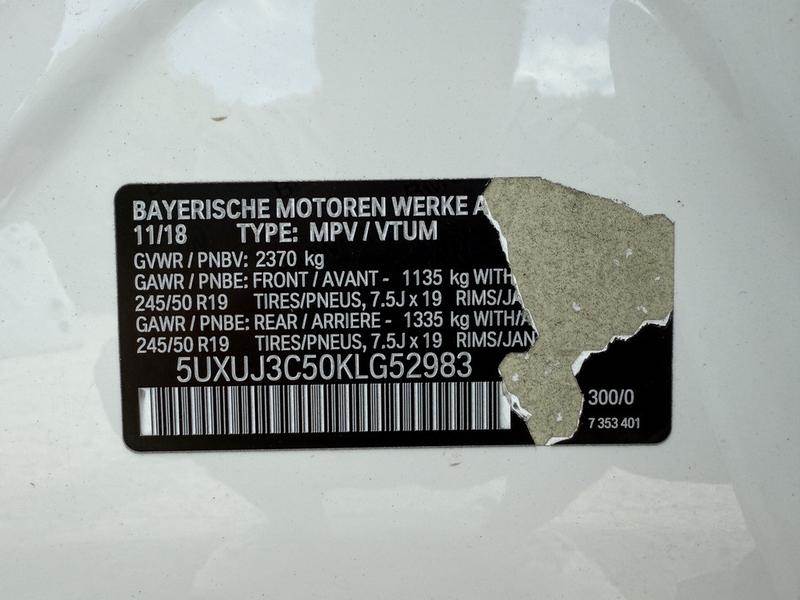 BAYERISCHE MOTOREN WERKE A
11/18 TYPE: MPV / VTUM
GVWR / PNBV: 2370 kg
GAWR / PNBE: FRONT / AVANT - 1135 kg WITH
245/50 R19 TIRES/PNEUS, 7.5J x 19 RIMS/JA
GAWR / PNBE: REAR / ARRIERE - 1335 kg WITH/A
245/50 R19 TIRES/PNEUS, 7.5J x 19 RIMS/JAN
5UXUJ3C50KLG52983
300/0
7 353 401